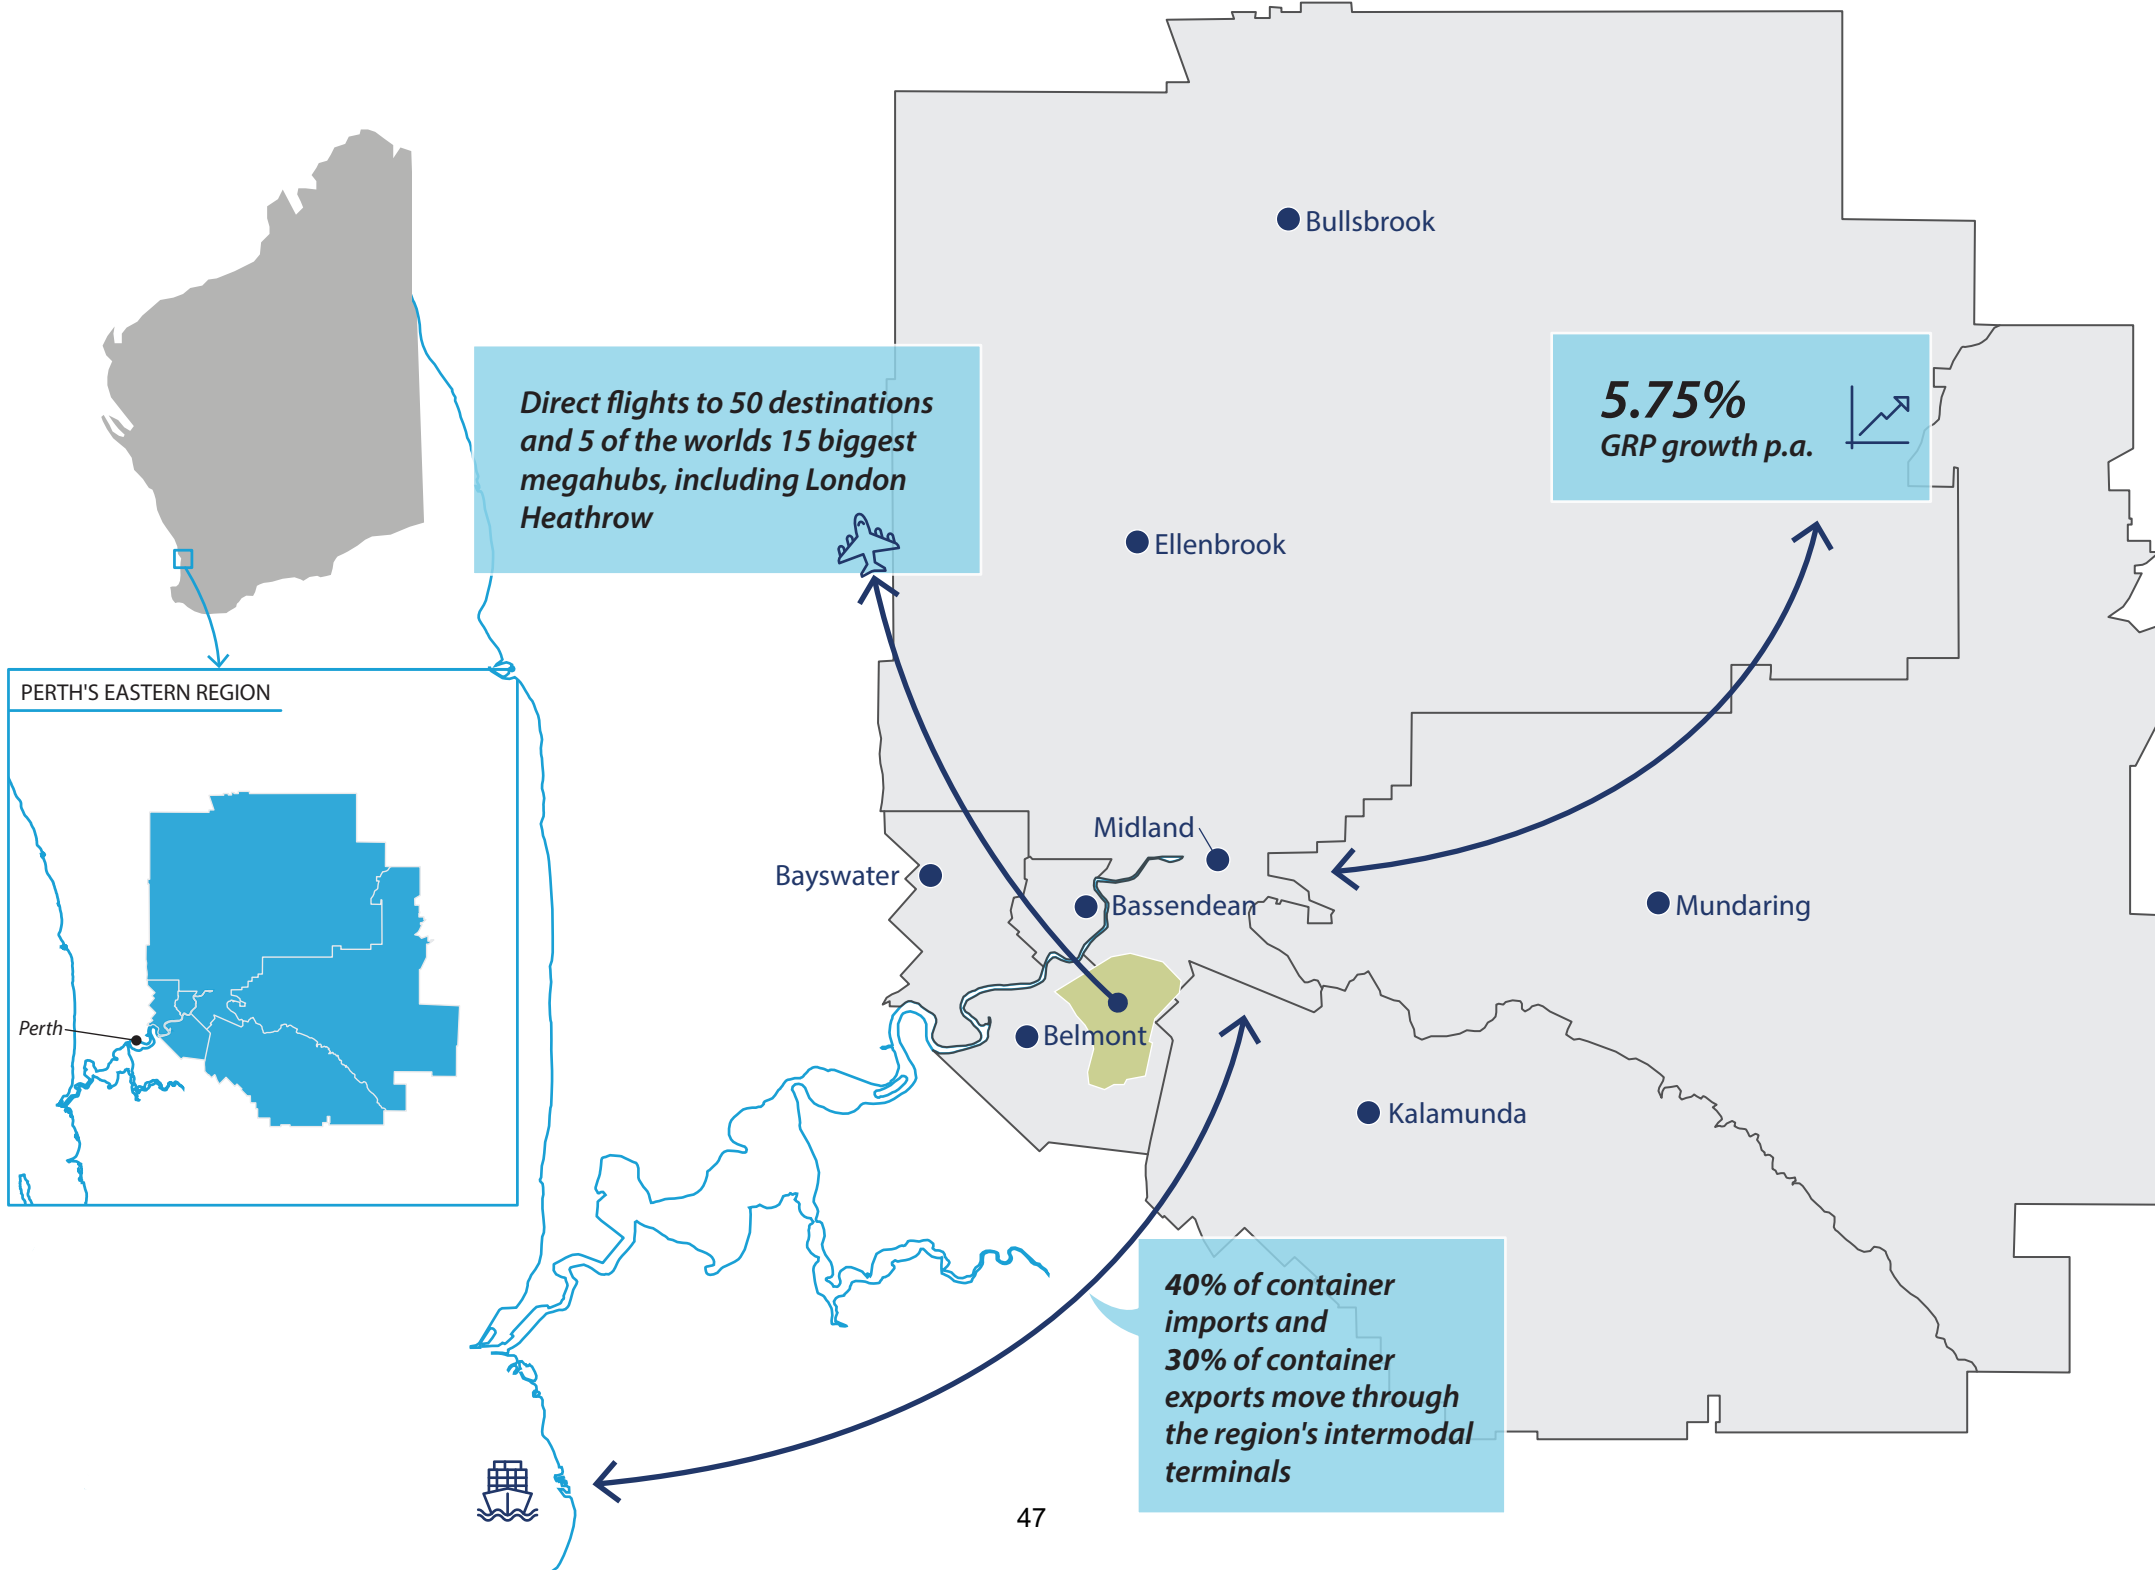 Bullsbrook
Direct flights to 50 destinations
and 5 of the worlds 15 biggest
megahubs, including London
Heathrow
5.75%
GRP growth p.a.
Ellenbrook
PERTH'S EASTERN REGION
Perth
Midland
Bayswater
Bassendean
Mundaring
Belmont
Kalamunda
40% of container
imports and
30% of container
exports move through
the region's intermodal
terminals
47